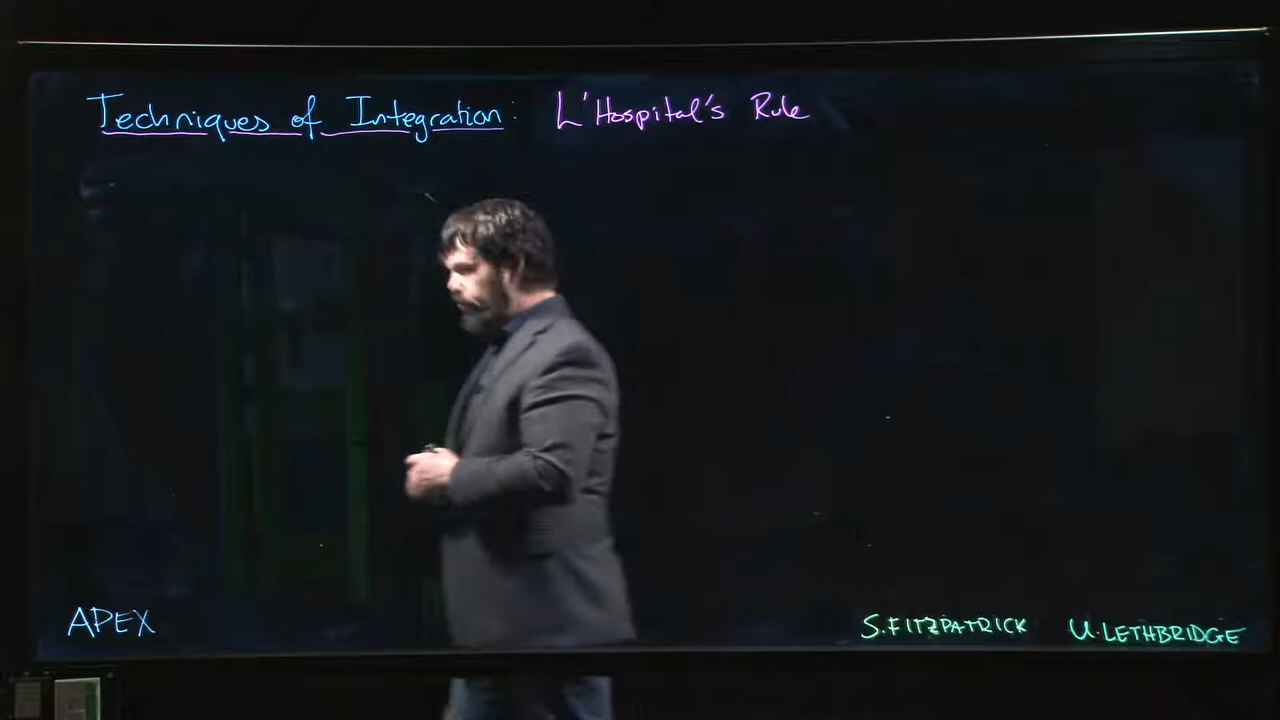 Techniques of Integration: L'Hospital's Rule
APEX
S. FITZPATRICK U. LETHBRIDGE